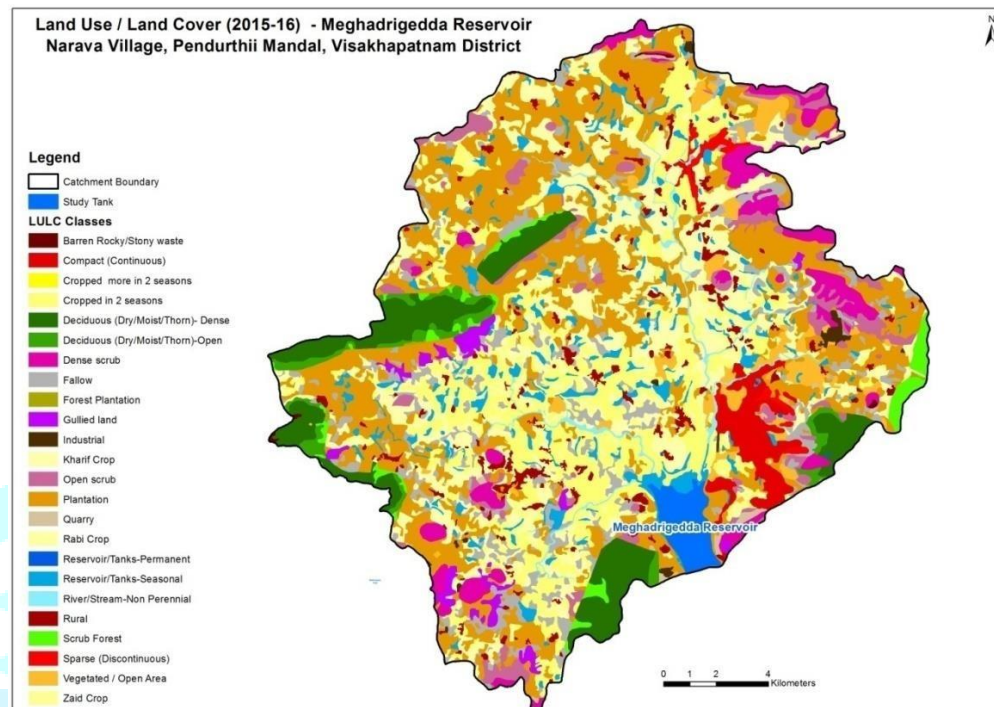 Land Use / Land Cover (2015-16) - Meghadrigedda Reservoir
Narava Village, Pendurthii Mandal, Visakhapatnam District
N
Legend
Catchment Boundary
Study Tank
LULC Classes
Barren Rocky/Stony waste
Compact (Continuous)
Cropped more in 2 seasons
Cropped in 2 seasons
Deciduous (Dry/Moist/Thorn)- Dense
Deciduous (Dry/Moist/Thorn)-Open
Dense scrub
Fallow
Forest Plantation
Gullied land
Industrial
Kharif Crop
Open scrub
Plantation
Quarry
Rabi Crop
Reservoir/Tanks-Permanent
Reservoir/Tanks-Seasonal
River/Stream-Non Perennial
Rural
Scrub Forest
Sparse (Discontinuous)
Vegetated / Open Area
Zaid Crop
Meghadrigedda Reservoir
0 1 2 4
Kilometers